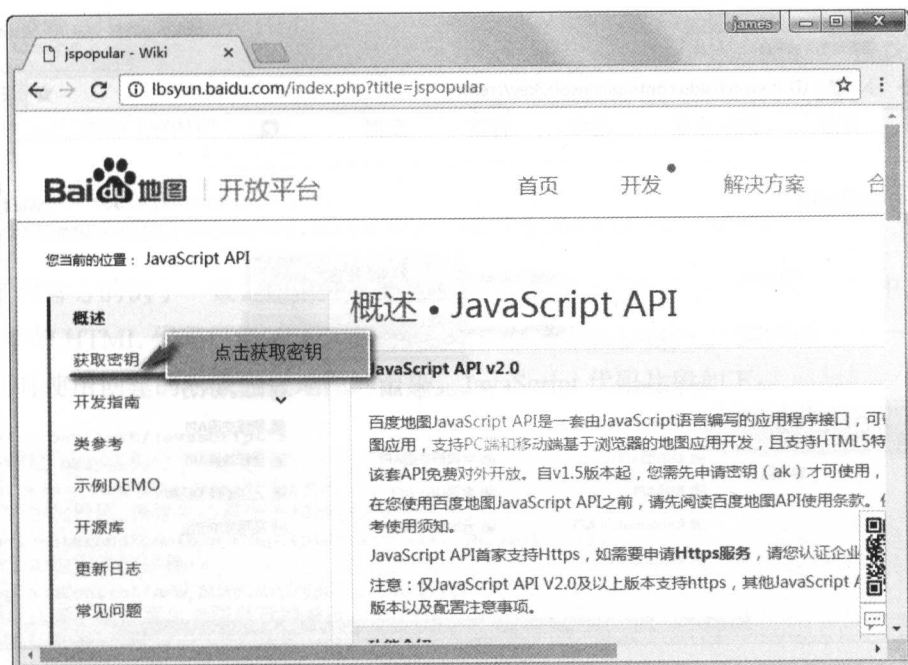 james
jspopular - Wiki
lbsyun.baidu.com/index.php?title=jspopular
Bai du 地图 开放平台
首页 开发 解决方案 合
您当前的位置： JavaScript API
概述
获取密钥
点击获取密钥
开发指南
类参考
示例DEMO
开源库
更新日志
常见问题
概述 • JavaScript API
JavaScript API v2.0
百度地图JavaScript API是一套由JavaScript语言编写的应用程序接口，可
图应用，支持PC端和移动端基于浏览器的地图应用开发，且支持HTML5特
该套API免费对外开放。自v1.5版本起，您需先申请密钥（ak）才可使用，
在您使用百度地图JavaScript API之前，请先阅读百度地图API使用条款。
考使用须知。
JavaScript API首家支持Https，如需要申请Https服务，请您认证企业
注意：仅JavaScript API V2.0及以上版本支持https，其他JavaScript
版本以及配置注意事项。